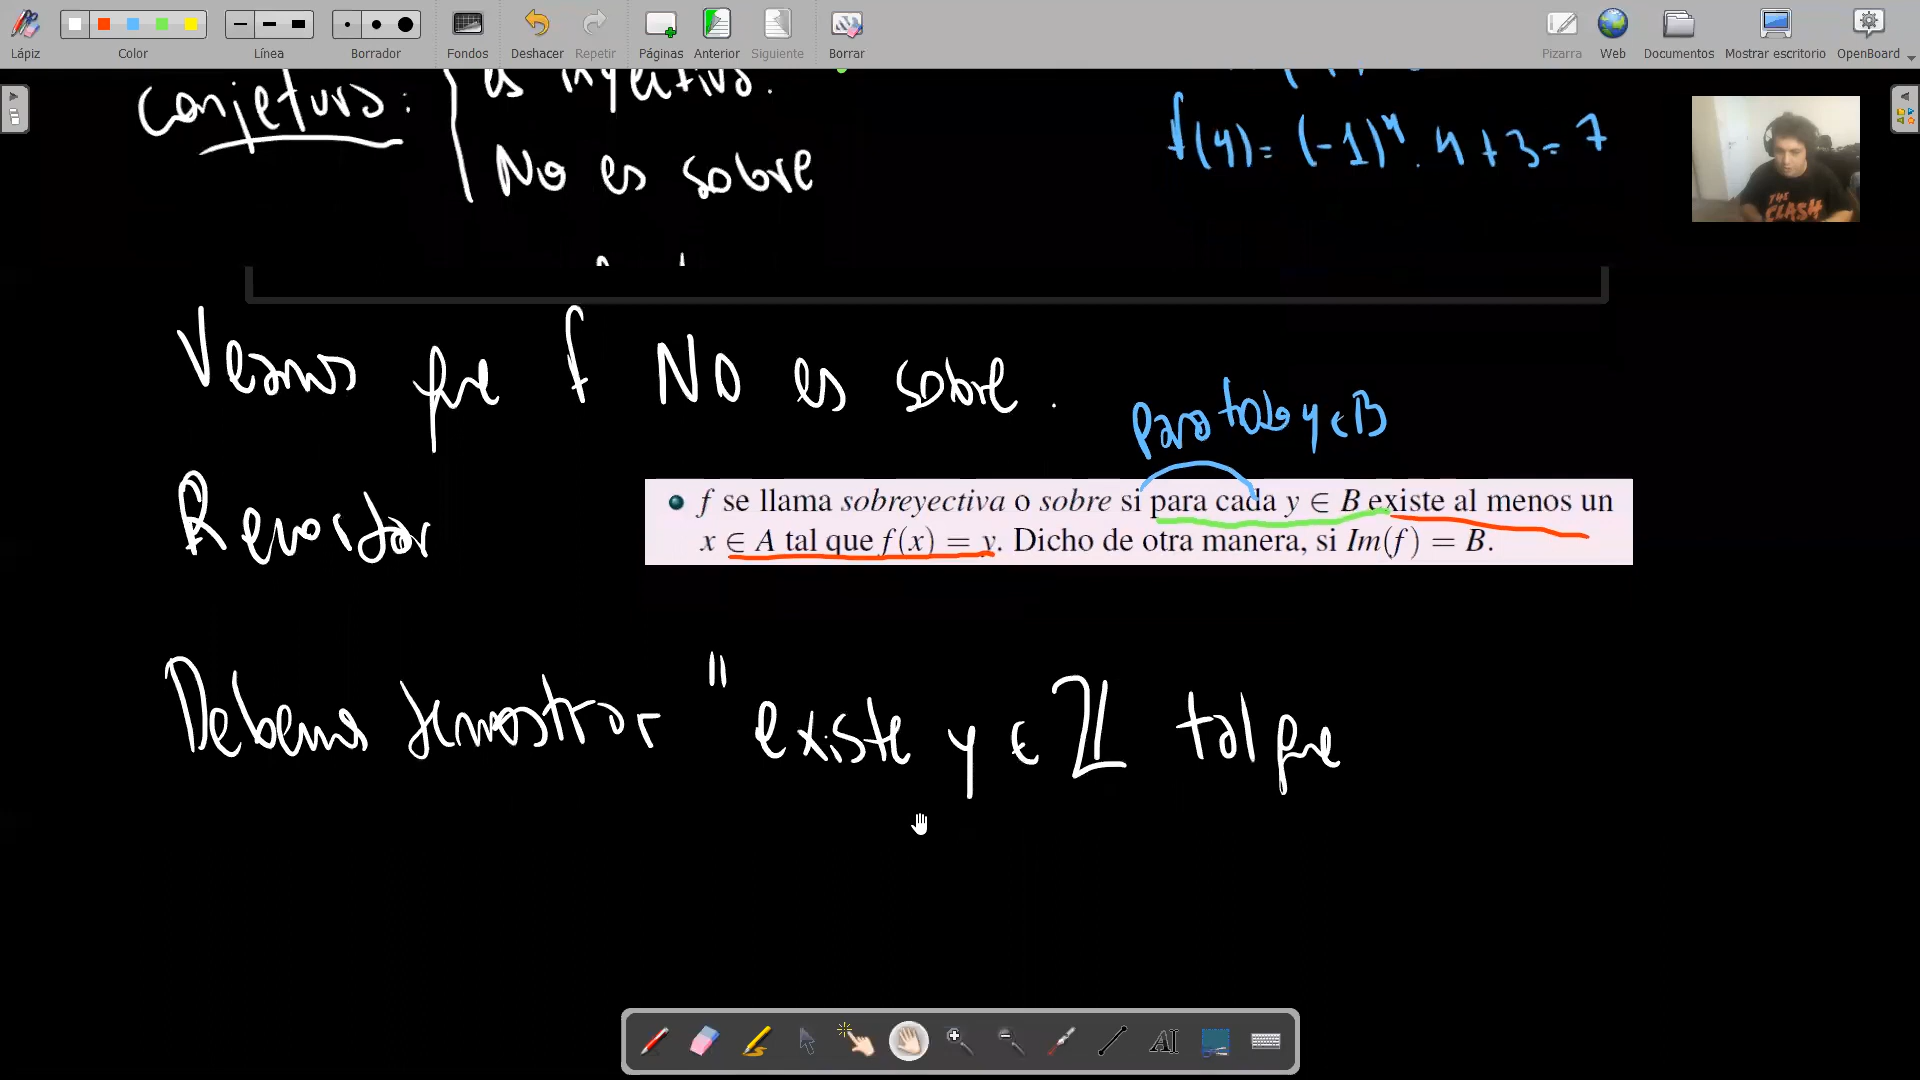 Lápiz Color Línea Borrador Fondos Deshacer Repetir Páginas Anterior Siguiente Borrar Pizarra Web Documentos Mostrar escritorio OpenBoard
Conjetura:
es inyectiva.
No es sobre
f(4)= (-1)^4 . 4 + 3 = 7
THE CLASH
Veamos que f NO es sobre.
para todo y ∈ B
Recordar
f se llama sobreyectiva o sobre si para cada y ∈ B existe al menos un
x ∈ A tal que f(x) = y. Dicho de otra manera, si Im(f) = B.
Debemos demostrar " existe y ∈ ℤ tal que